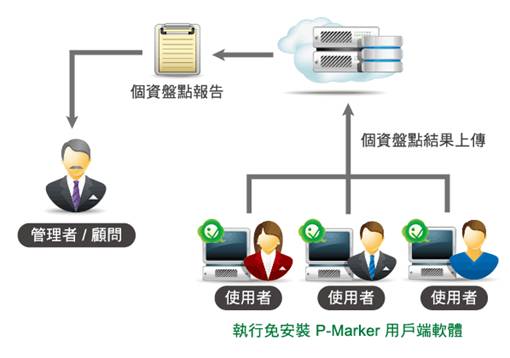 個資盤點報告
個資盤點結果上傳
管理者 / 顧問
使用者
使用者
使用者
執行免安裝 P-Marker 用戶端軟體